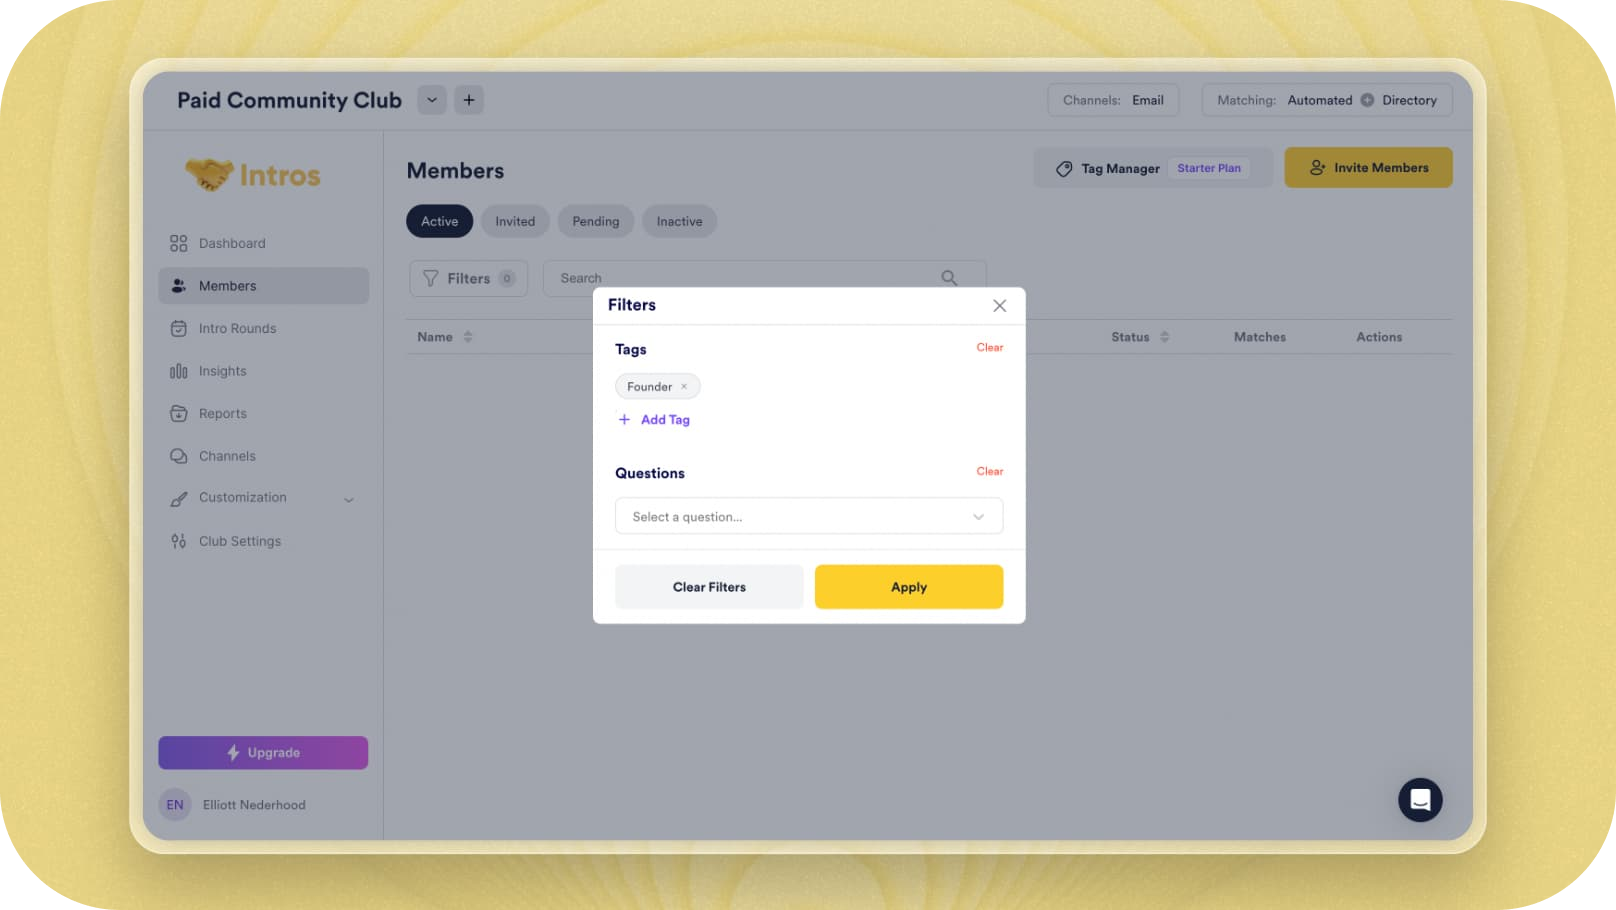 Paid Community Club
Channels: Email
Matching: Automated Directory
Intros
Members
Tag Manager Starter Plan
Invite Members
Active Invited Pending Inactive
Dashboard
Members
Intro Rounds
Insights
Reports
Channels
Customization
Club Settings
Filters 0
Search
Name Status Matches Actions
Filters
Tags Clear
Founder ×
+ Add Tag
Questions Clear
Select a question...
Clear Filters Apply
Upgrade
EN Elliott Nederhood